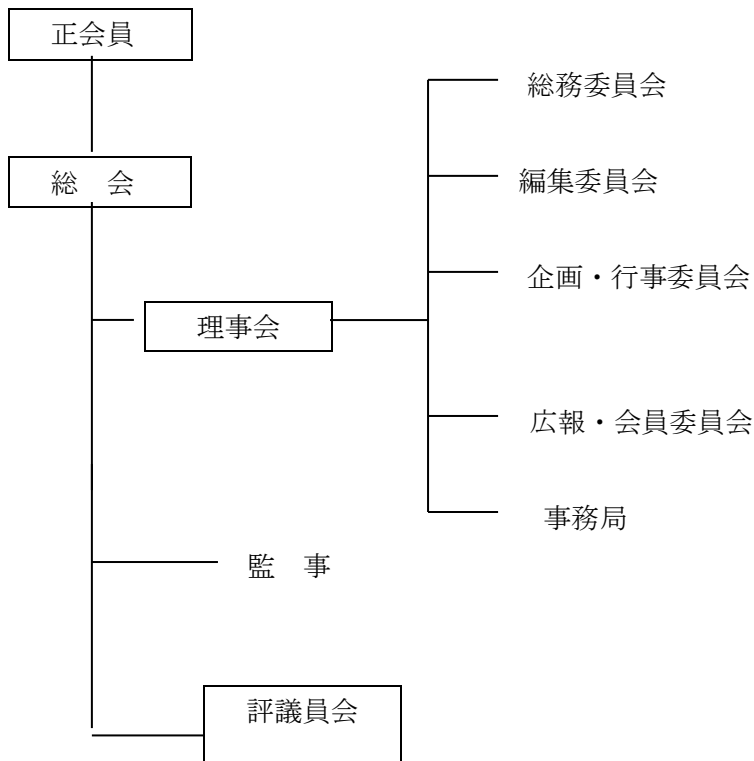 正会員
総　会
理事会
総務委員会
編集委員会
企画・行事委員会
広報・会員委員会
事務局
監　事
評議員会